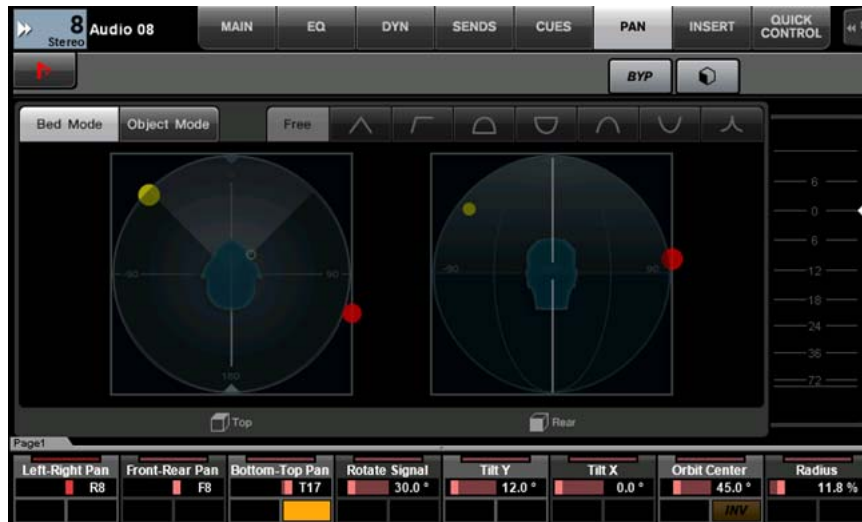 8 Stereo Audio 08 MAIN EQ DYN SENDS CUES PAN INSERT QUICK CONTROL
BYP
Bed Mode Object Mode Free
6
0
-90 90 -90 90 6
12
18
24
36
180 72
Top Rear
Page1
Left-Right Pan Front-Rear Pan Bottom-Top Pan Rotate Signal Tilt Y Tilt X Orbit Center Radius
R8 F8 T17 30.0 ° 12.0 ° 0.0 ° 45.0 ° 11.8 %
INV